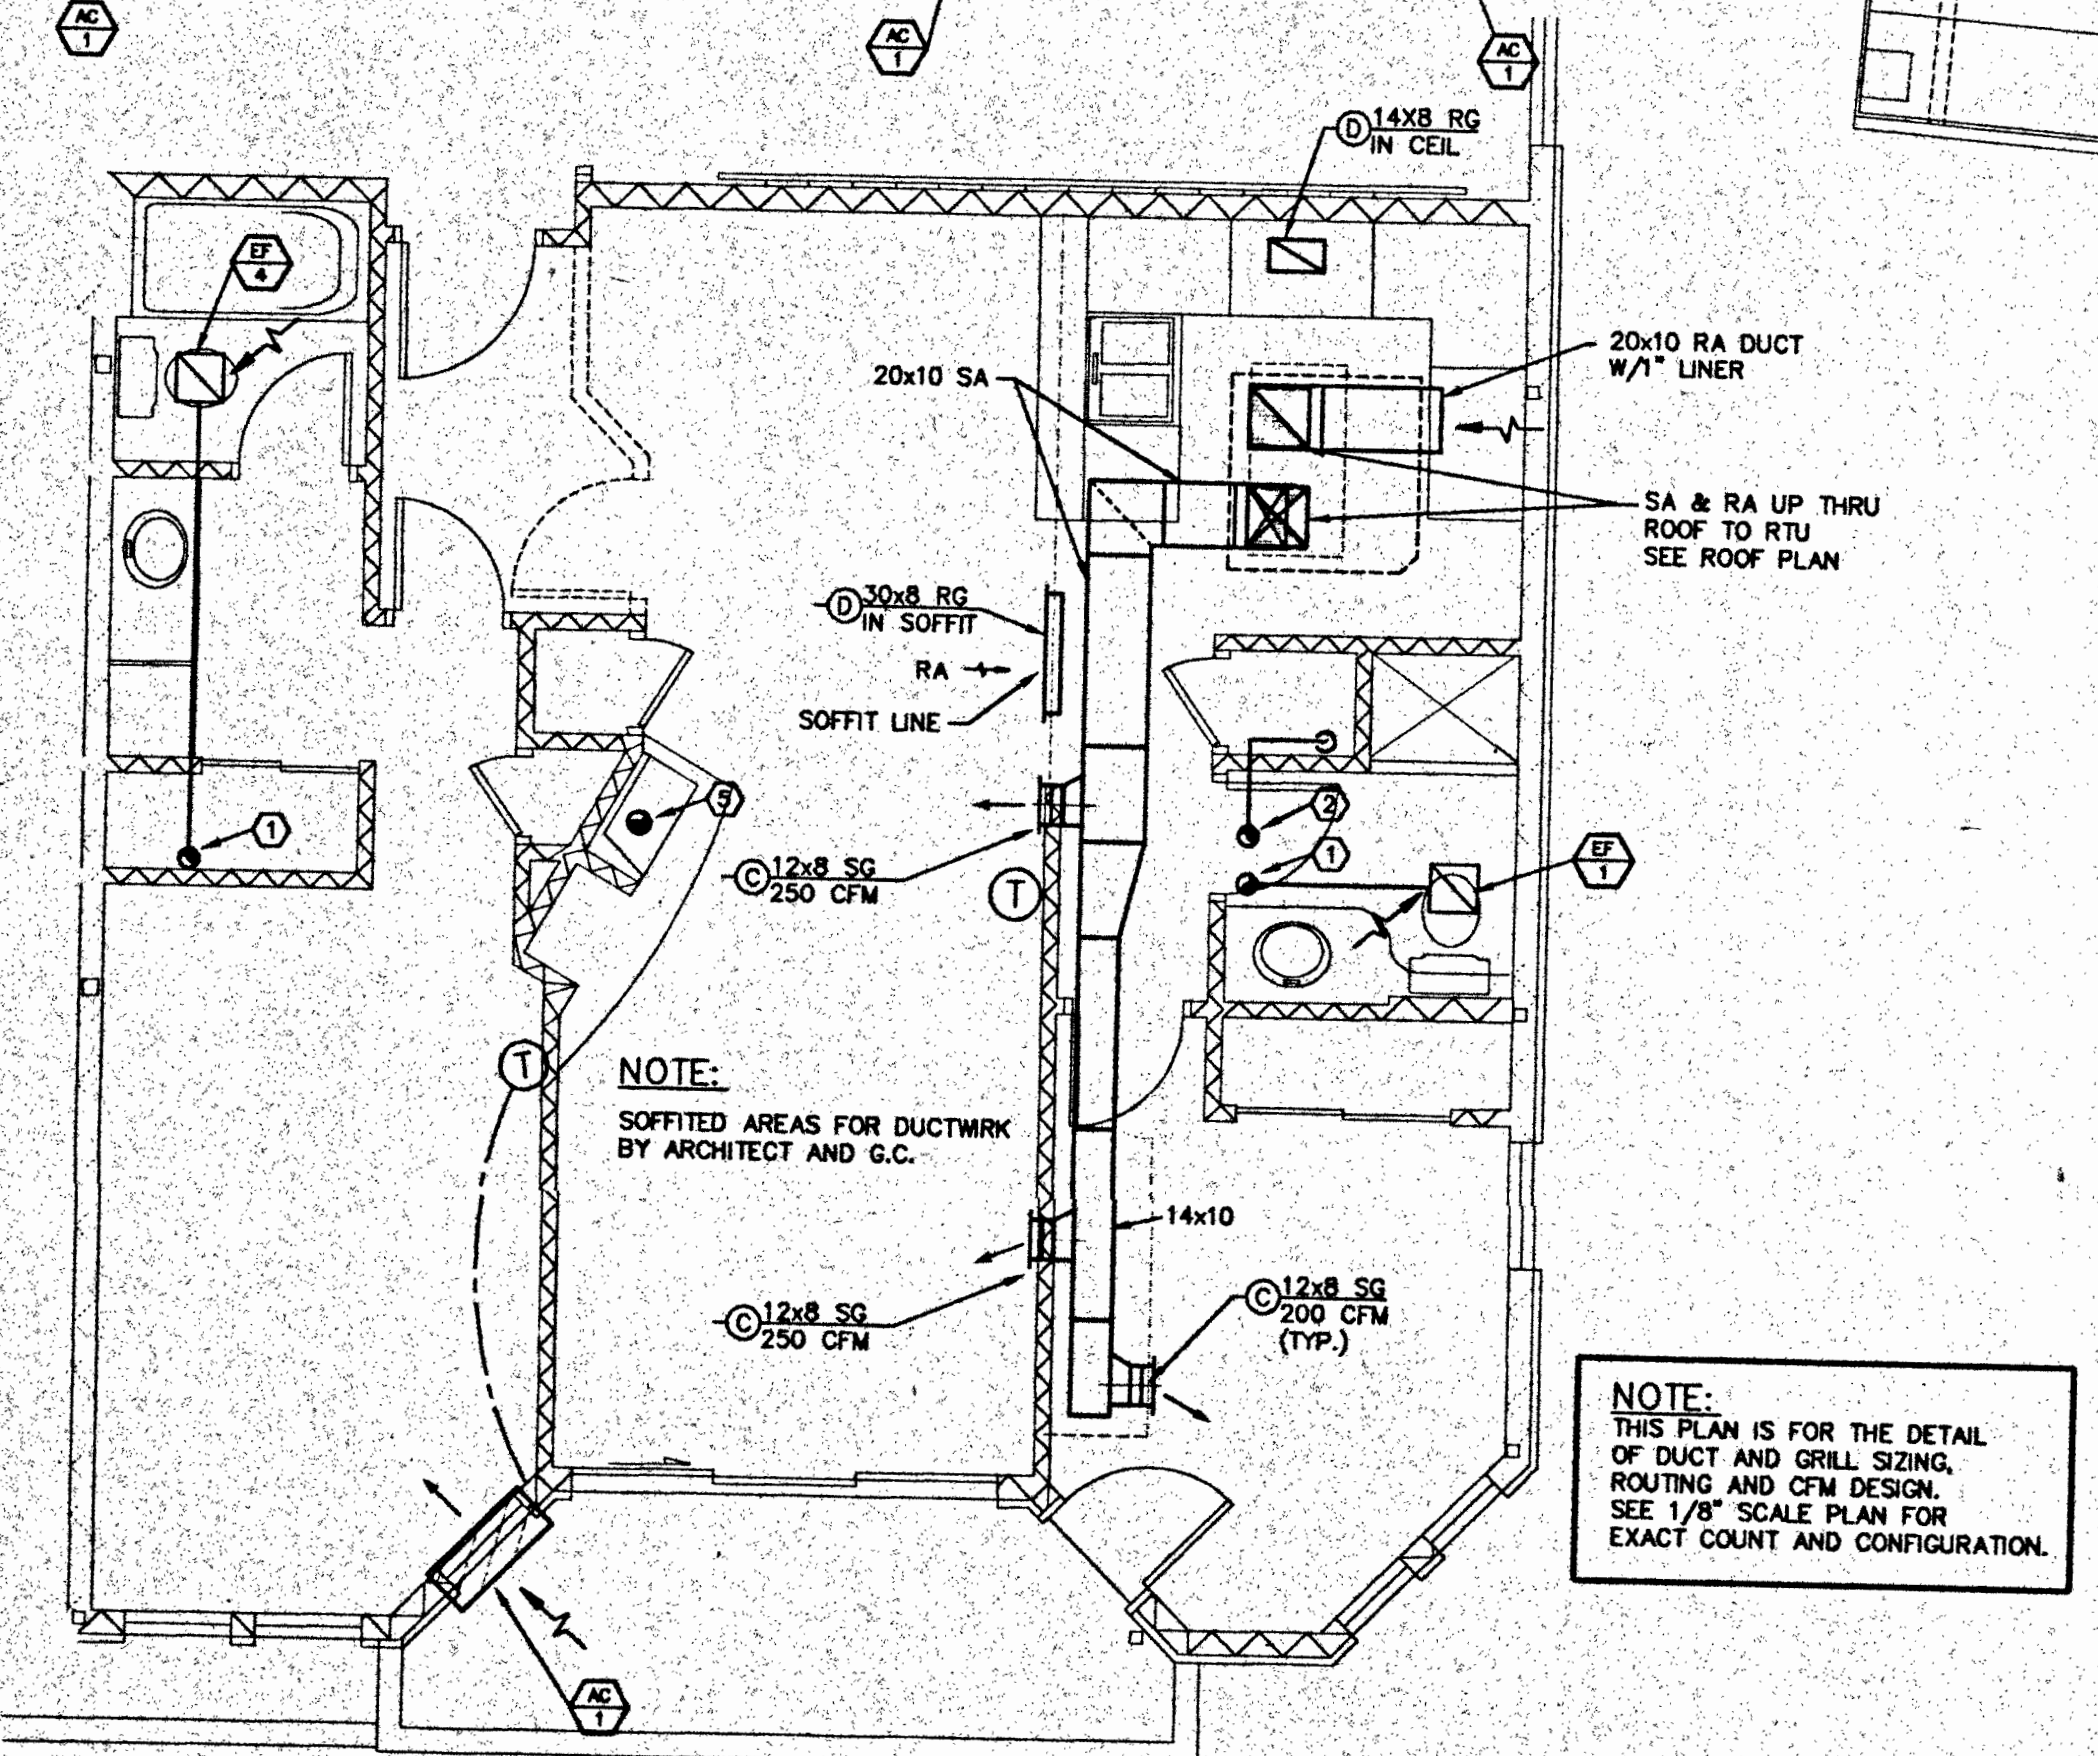 AC
1
AC
1
AC
1
D 14X8 RG
IN CEIL
EF
4
20x10 RA DUCT
W/1" LINER
20x10 SA
SA & RA UP THRU
ROOF TO RTU
SEE ROOF PLAN
D 30x8 RG
IN SOFFIT
RA
SOFFIT LINE
5
2
1
1
EF
1
C 12x8 SG
250 CFM
T
T
NOTE:
SOFFITED AREAS FOR DUCTWRK
BY ARCHITECT AND G.C.
14x10
C 12x8 SG
250 CFM
C 12x8 SG
200 CFM
(TYP.)
NOTE:
THIS PLAN IS FOR THE DETAIL
OF DUCT AND GRILL SIZING,
ROUTING AND CFM DESIGN.
SEE 1/8" SCALE PLAN FOR
EXACT COUNT AND CONFIGURATION.
AC
1